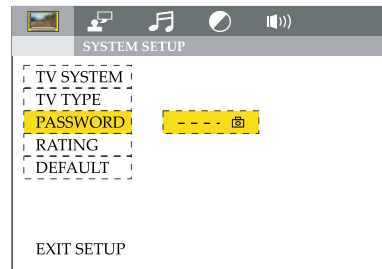 SYSTEM SETUP
TV SYSTEM
TV TYPE
PASSWORD - - - -
RATING
DEFAULT
EXIT SETUP